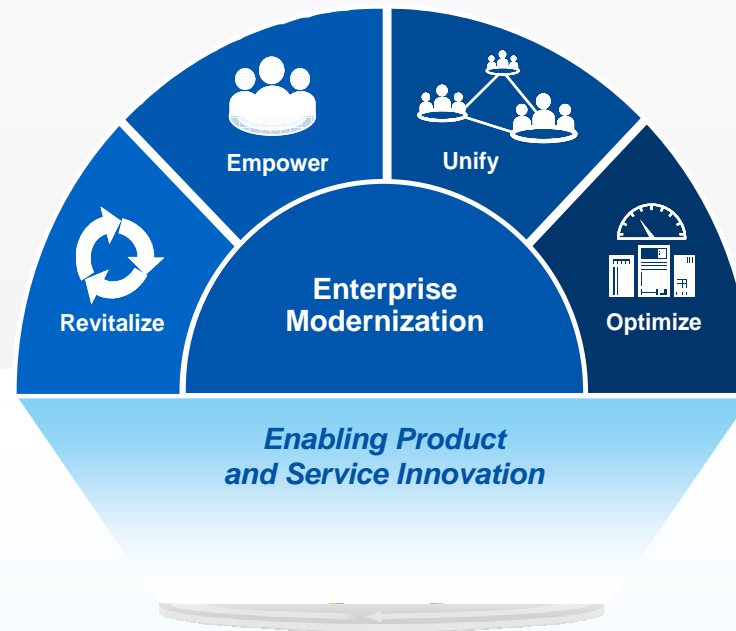 Empower
Unify
Revitalize
Enterprise
Modernization
Optimize
Enabling Product
and Service Innovation